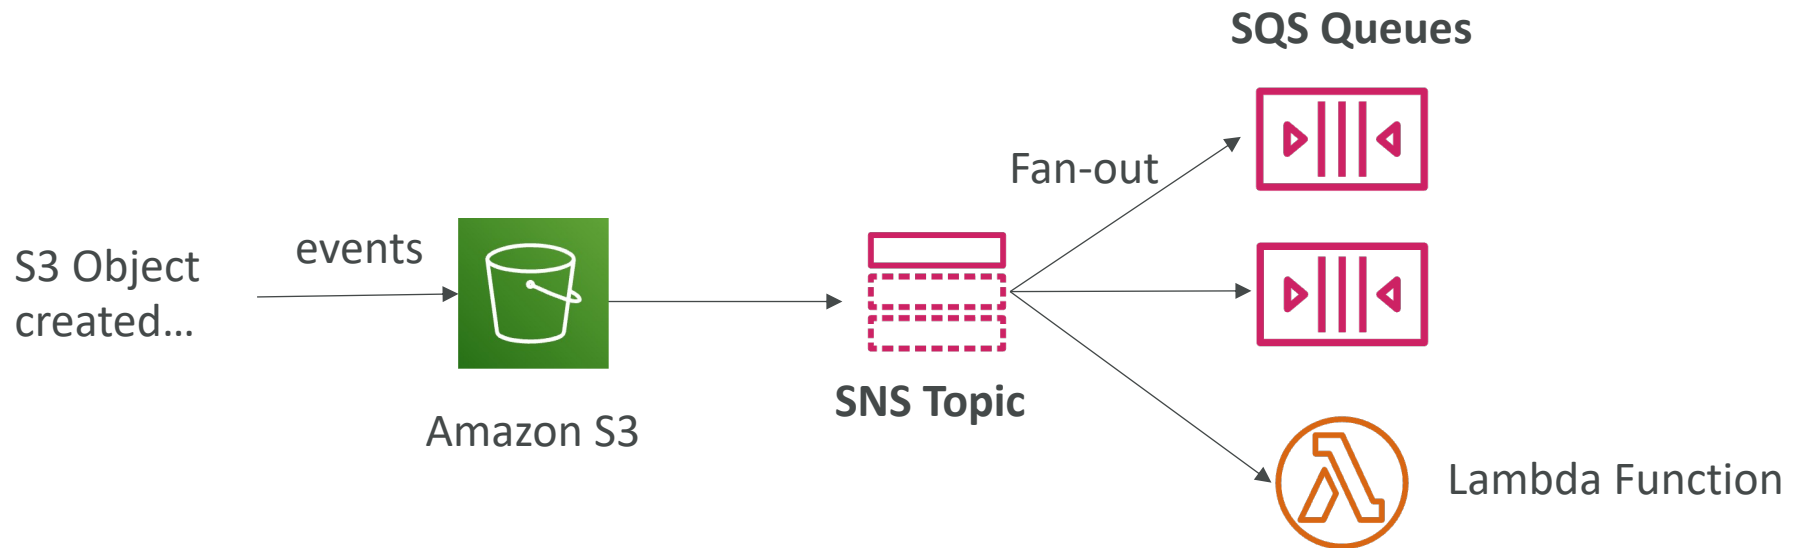 SQS Queues
Fan-out
events
S3 Object
created...
SNS Topic
Amazon S3
Lambda Function